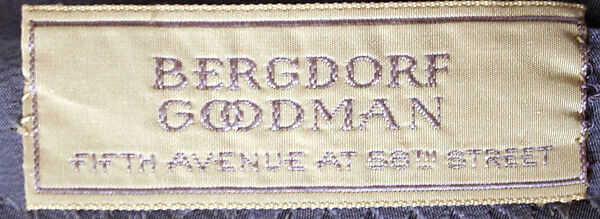 BERGDORF
GOODMAN
FIFTH AVENUE AT 58TH STREET